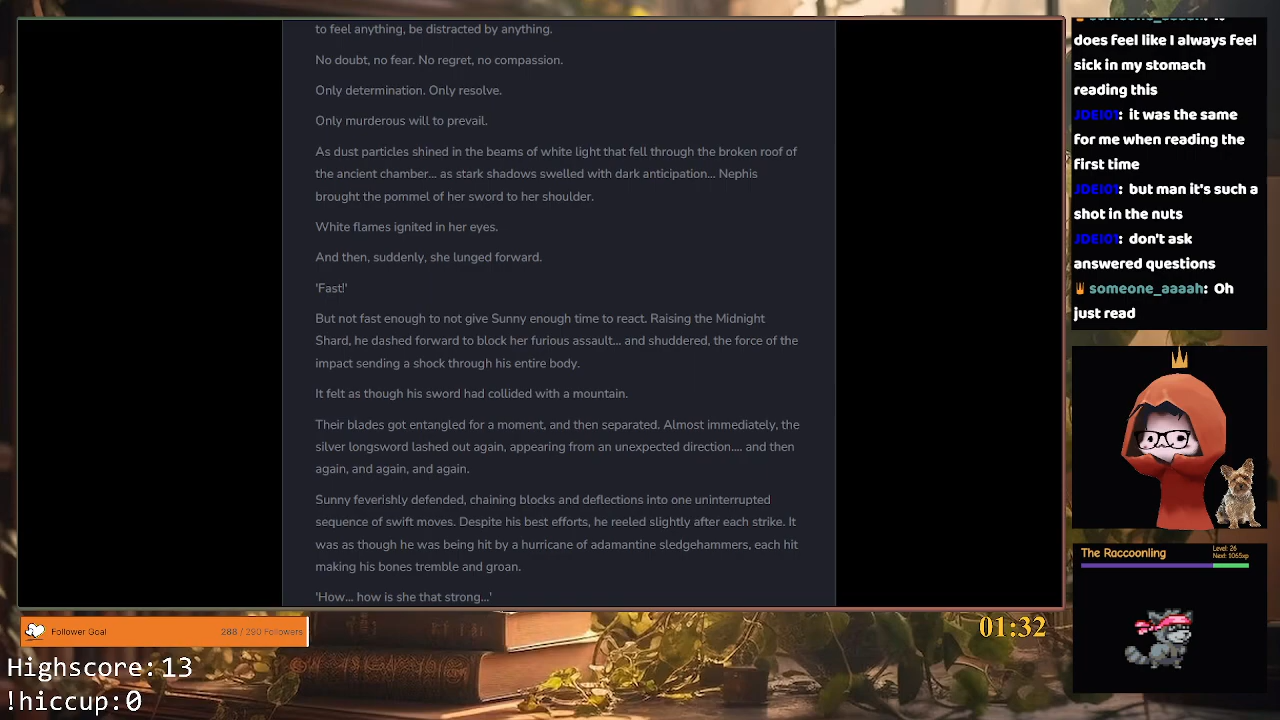 to feel anything, be distracted by anything.
No doubt, no fear. No regret, no compassion.
Only determination. Only resolve.
Only murderous will to prevail.
As dust particles shined in the beams of white light that fell through the broken roof of
the ancient chamber... as stark shadows swelled with dark anticipation... Nephis
brought the pommel of her sword to her shoulder.
White flames ignited in her eyes.
And then, suddenly, she lunged forward.
'Fast!'
But not fast enough to not give Sunny enough time to react. Raising the Midnight
Shard, he dashed forward to block her furious assault... and shuddered, the force of the
impact sending a shock through his entire body.
It felt as though his sword had collided with a mountain.
Their blades got entangled for a moment, and then separated. Almost immediately, the
silver longsword lashed out again, appearing from an unexpected direction.... and then
again, and again, and again.
Sunny feverishly defended, chaining blocks and deflections into one uninterrupted
sequence of swift moves. Despite his best efforts, he reeled slightly after each strike. It
was as though he was being hit by a hurricane of adamantine sledgehammers, each hit
making his bones tremble and groan.
'How... how is she that strong...'
someone_aaaah: It
does feel like I always feel
sick in my stomach
reading this
JDEI01: it was the same
for me when reading the
first time
JDEI01: but man it's such a
shot in the nuts
JDEI01: don't ask
answered questions
someone_aaaah: Oh
just read
The Raccoonling
Level: 26
Next: 1065xp
Follower Goal
288 / 290 Followers
01:32
Highscore:13
!hiccup:0